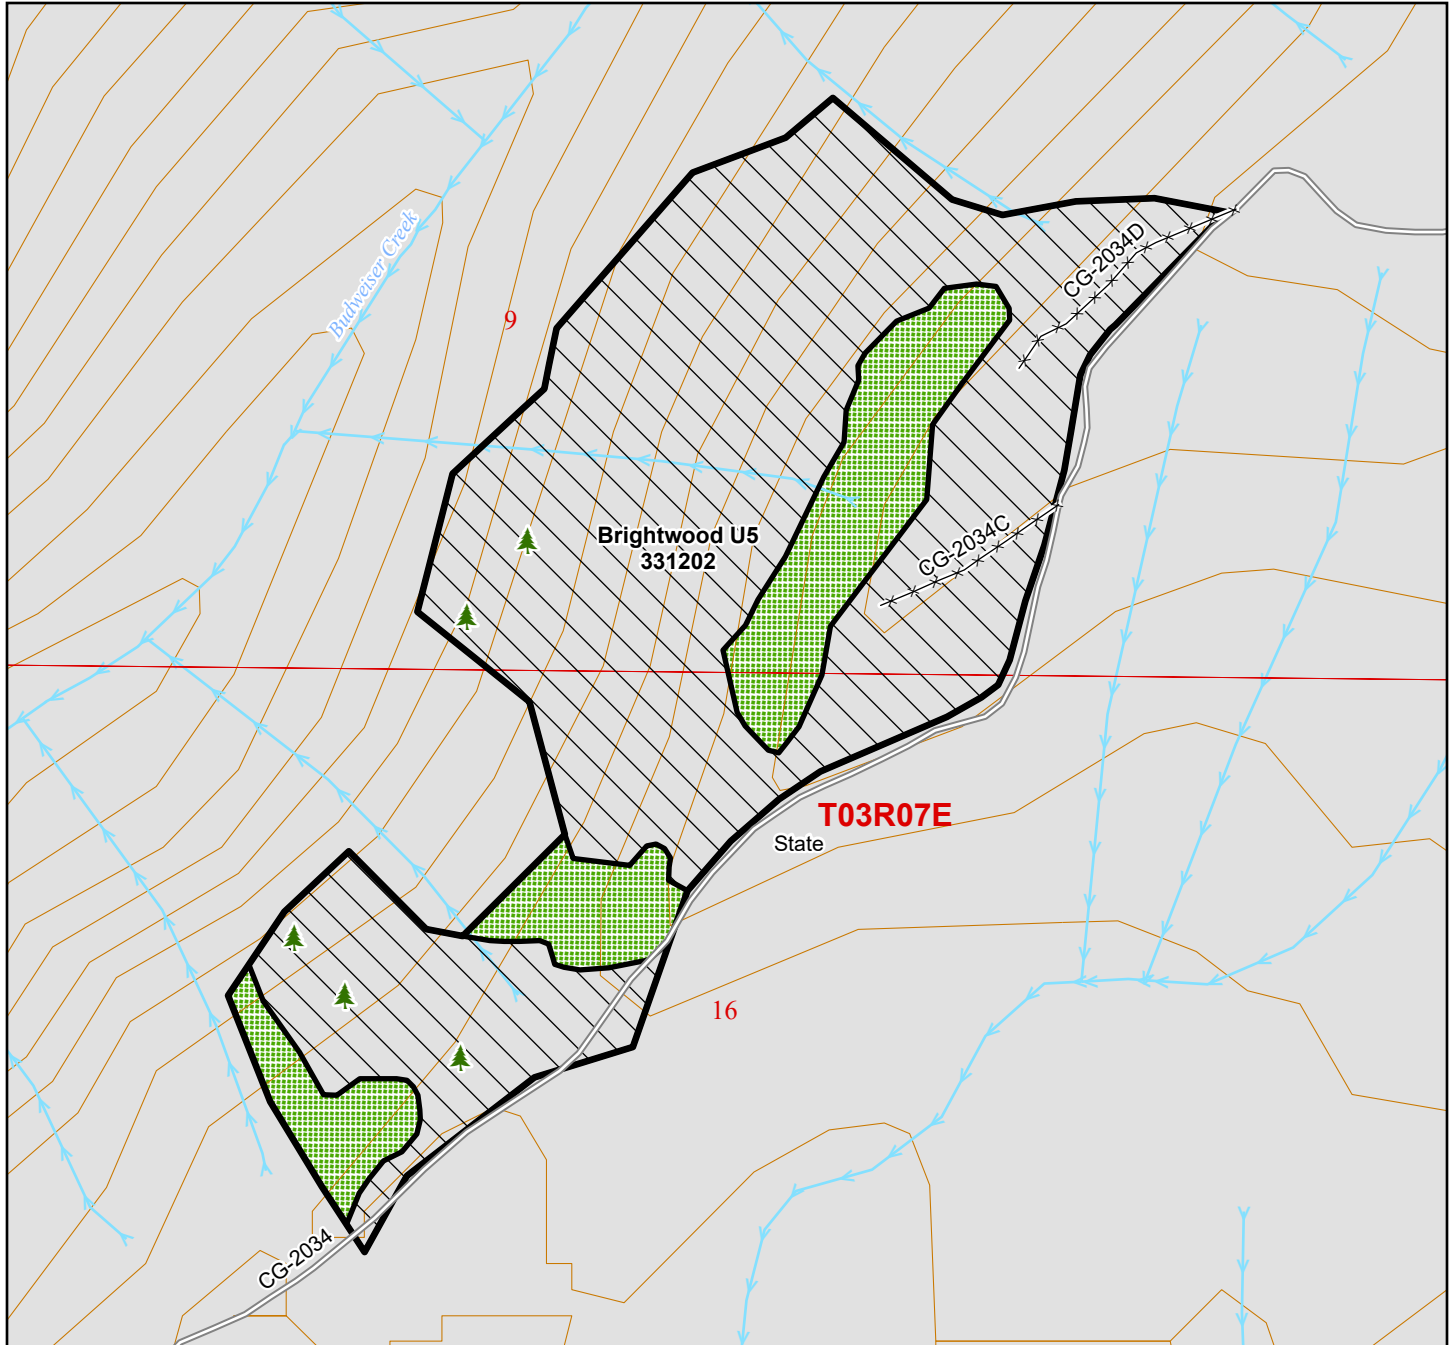 CG-2034D
Budweiser Creek
9
Brightwood U5
331202
CG-2034C
T03R07E
State
16
CG-2034